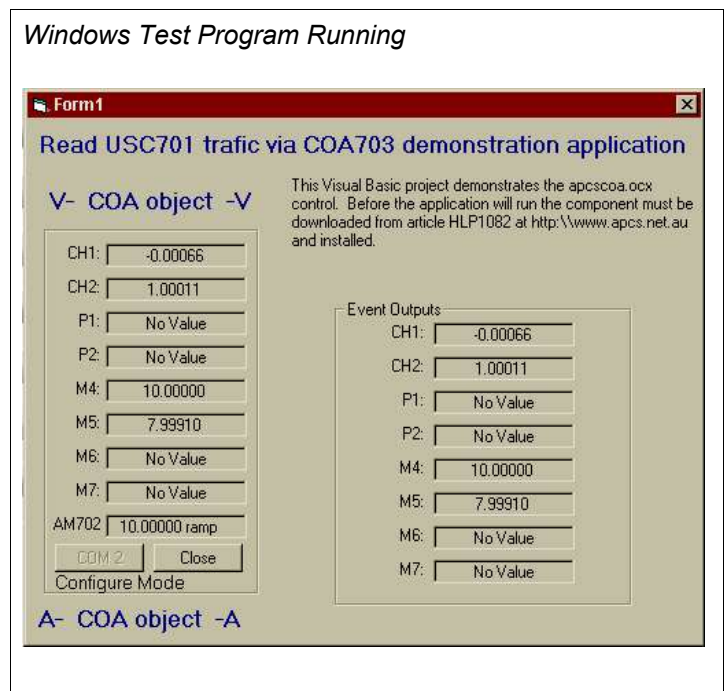 Windows Test Program Running
Form1
Read USC701 trafic via COA703 demonstration application
V- COA object -V
CH1: -0.00066
CH2: 1.00011
P1: No Value
P2: No Value
M4: 10.00000
M5: 7.99910
M6: No Value
M7: No Value
AM702 10.00000 ramp
COM 2 Close
Configure Mode
A- COA object -A
This Visual Basic project demonstrates the apcscoa.ocx
control. Before the application will run the component must be
downloaded from article HLP1082 at http:\\www.apcs.net.au
and installed.
Event Outputs
CH1: -0.00066
CH2: 1.00011
P1: No Value
P2: No Value
M4: 10.00000
M5: 7.99910
M6: No Value
M7: No Value